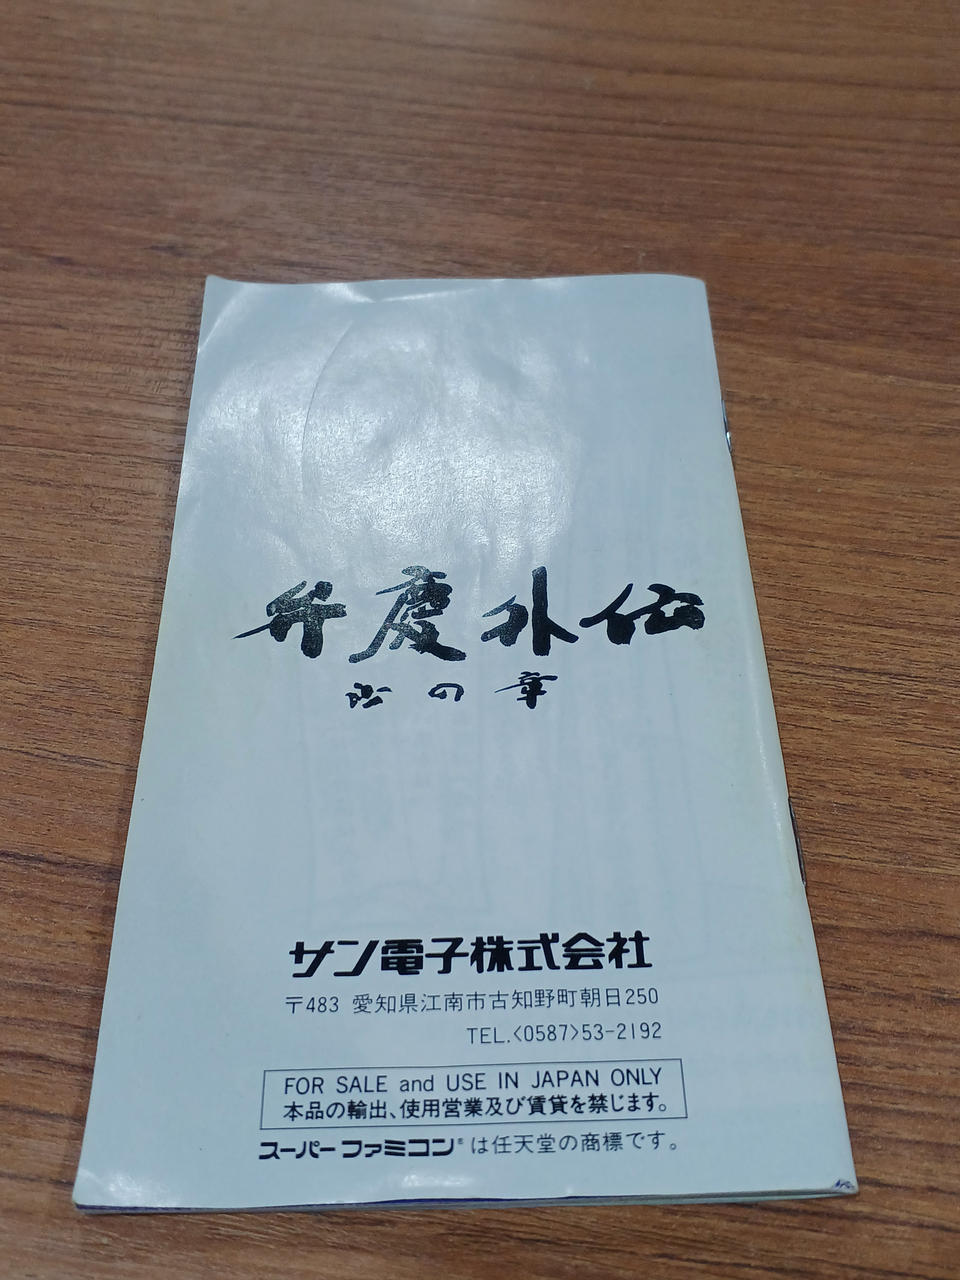 弁慶外伝
沙の章
サン電子株式会社
〒483 愛知県江南市古知野町朝日250
TEL.<0587>53-2192
FOR SALE and USE IN JAPAN ONLY
本品の輸出、使用営業及び賃貸を禁じます。
スーパーファミコン®は任天堂の商標です。